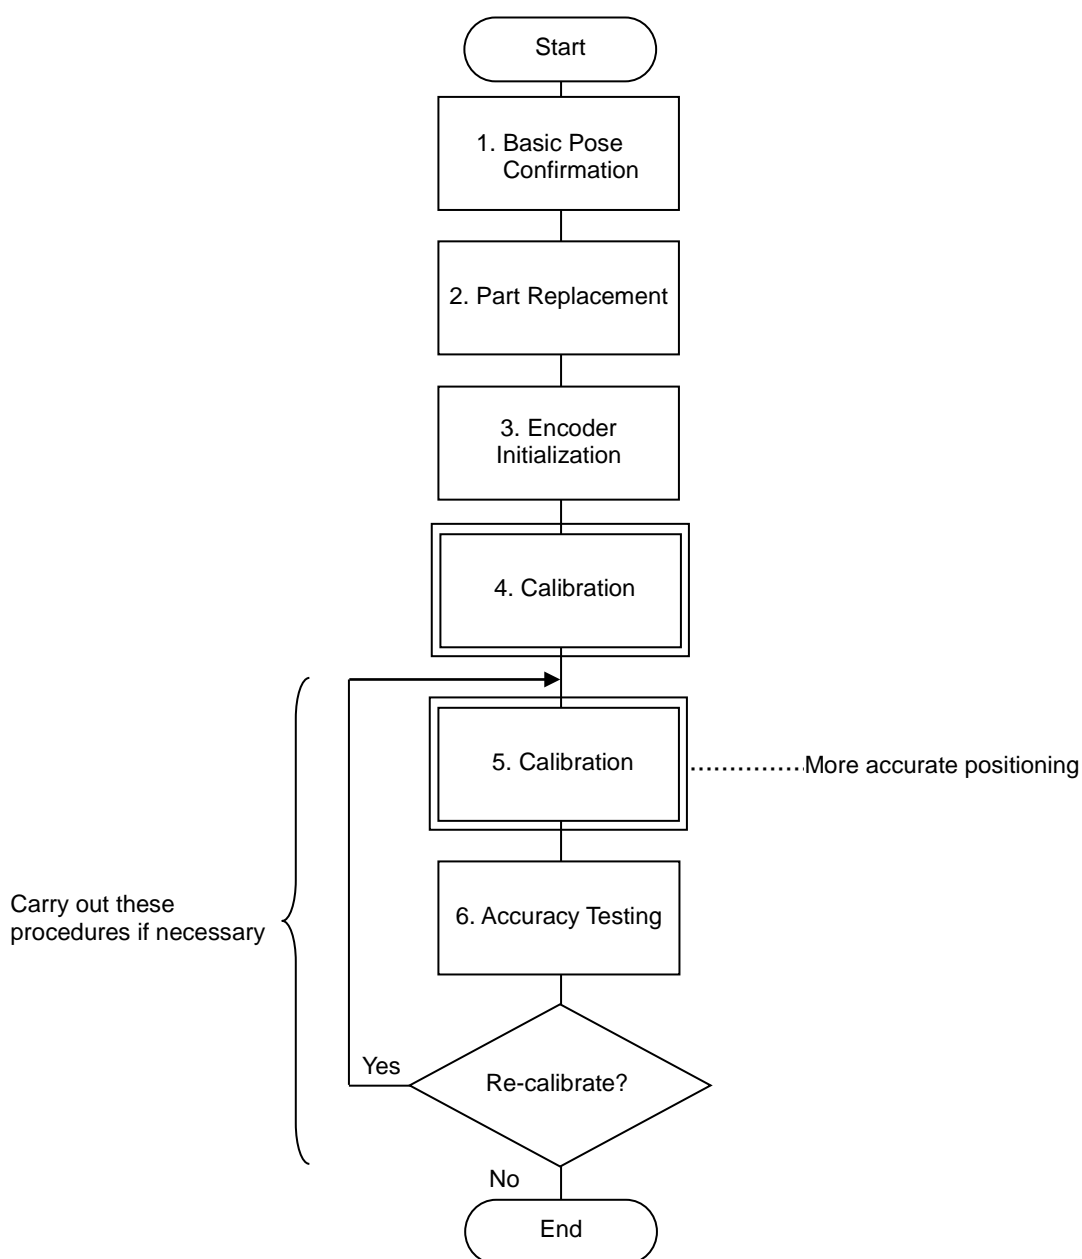 Start
1. Basic Pose
Confirmation
2. Part Replacement
3. Encoder
Initialization
4. Calibration
5. Calibration
More accurate positioning
Carry out these
procedures if necessary
6. Accuracy Testing
Yes
Re-calibrate?
No
End